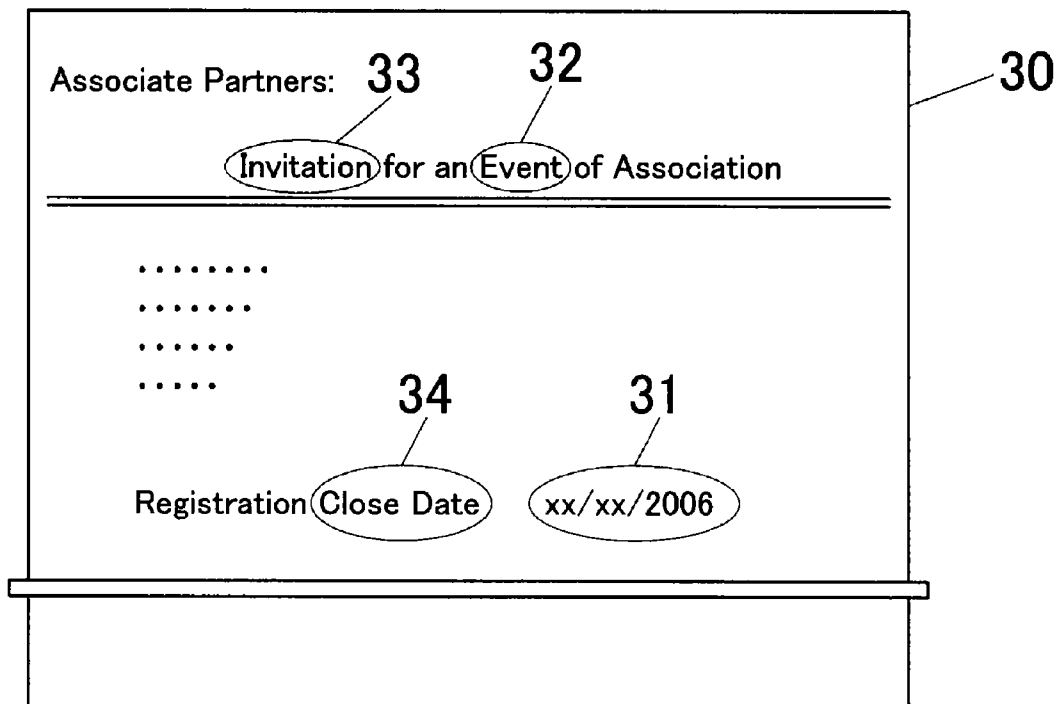 Associate Partners: 33 32 30
Invitation for an Event of Association
........
.......
......
.....
34 31
Registration Close Date xx/xx/2006